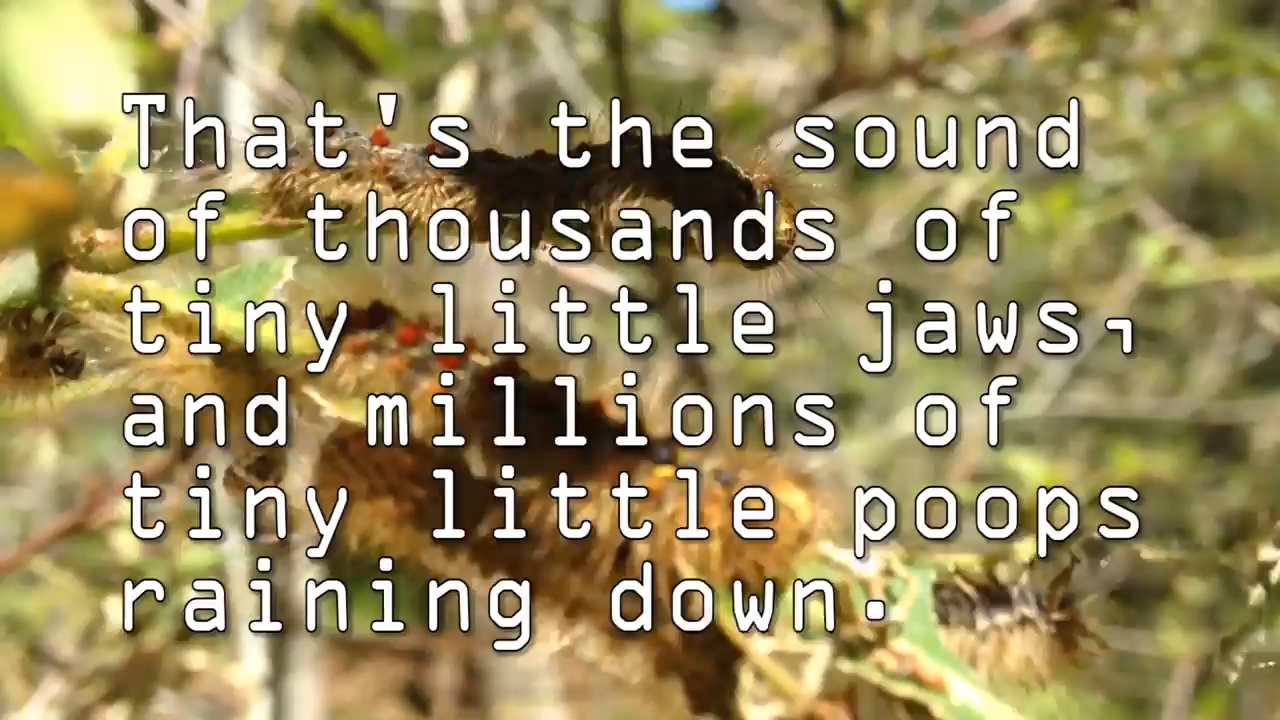 That's the sound
of thousands of
tiny little jaws,
and millions of
tiny little poops
raining down.